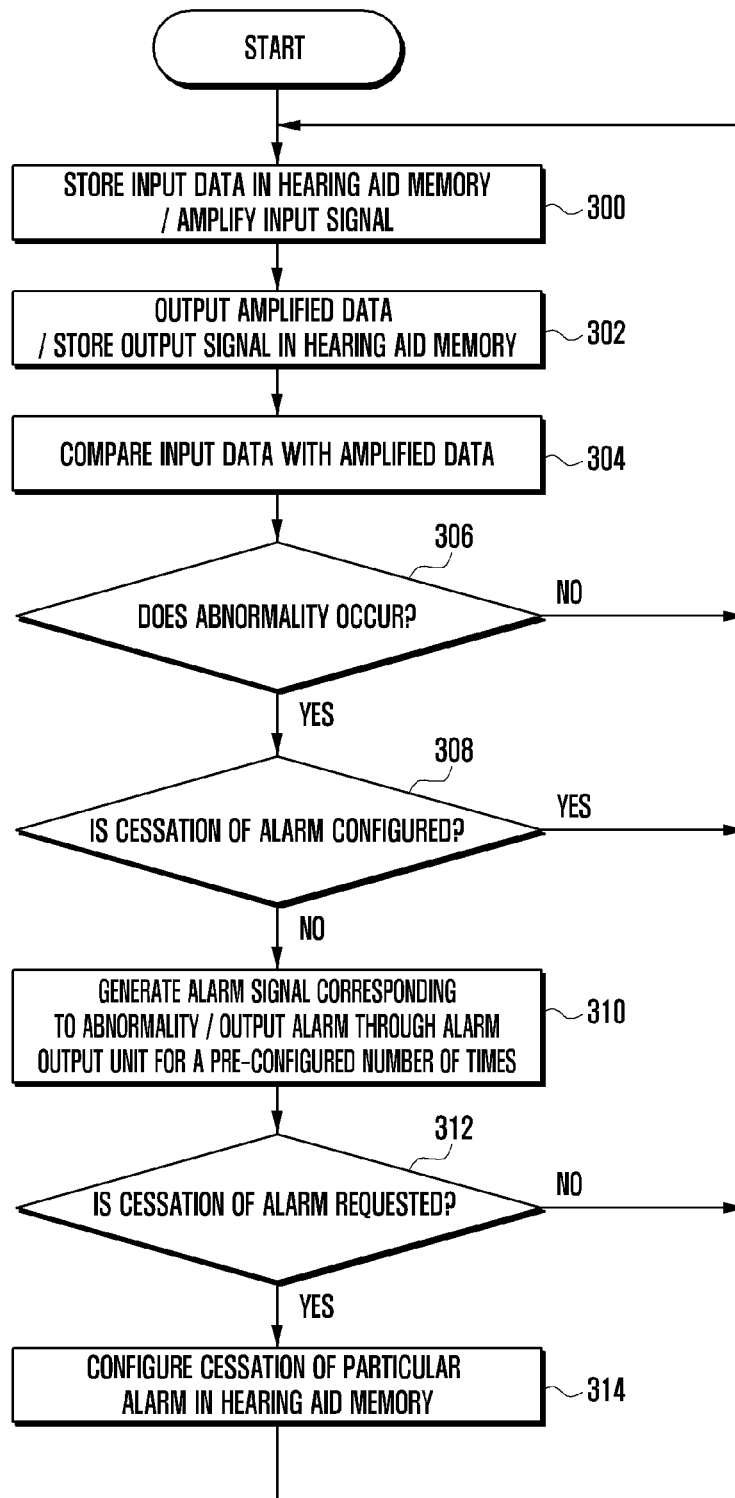 START
STORE INPUT DATA IN HEARING AID MEMORY
/ AMPLIFY INPUT SIGNAL
300
OUTPUT AMPLIFIED DATA
/ STORE OUTPUT SIGNAL IN HEARING AID MEMORY
302
COMPARE INPUT DATA WITH AMPLIFIED DATA
304
306
DOES ABNORMALITY OCCUR?
NO
YES
308
IS CESSATION OF ALARM CONFIGURED?
YES
NO
GENERATE ALARM SIGNAL CORRESPONDING
TO ABNORMALITY / OUTPUT ALARM THROUGH ALARM
OUTPUT UNIT FOR A PRE-CONFIGURED NUMBER OF TIMES
310
312
IS CESSATION OF ALARM REQUESTED?
NO
YES
CONFIGURE CESSATION OF PARTICULAR
ALARM IN HEARING AID MEMORY
314